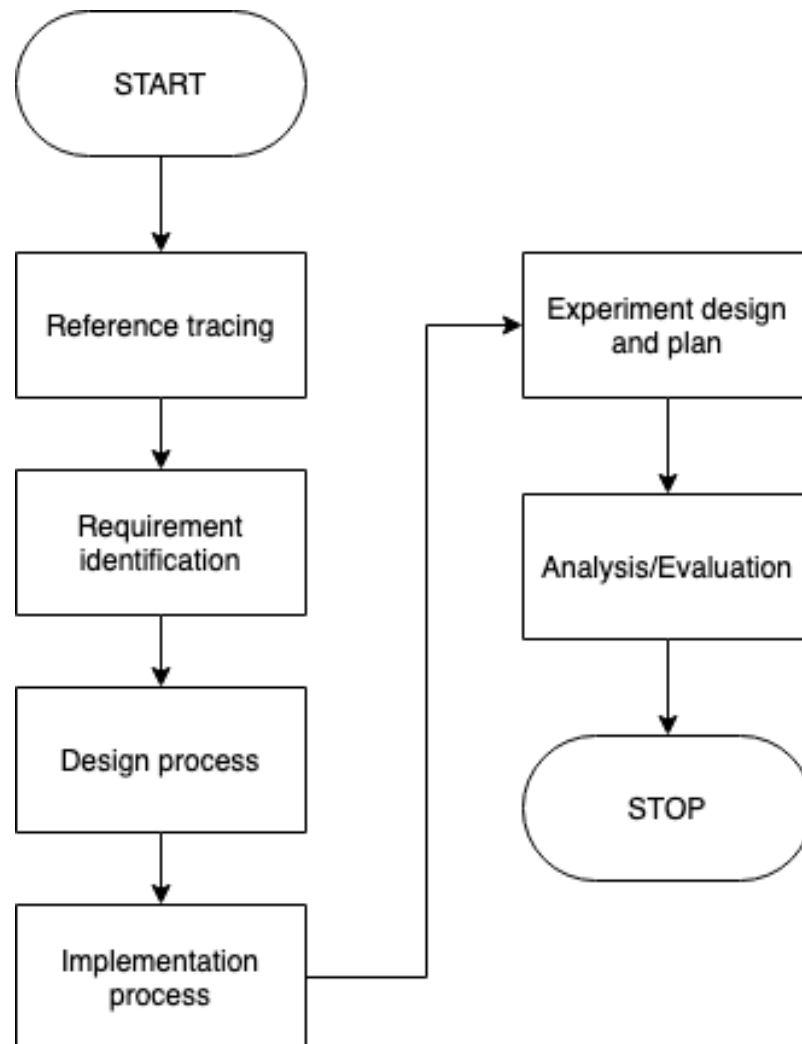 START
Reference tracing
Requirement
identification
Design process
Implementation
process
Experiment design
and plan
Analysis/Evaluation
STOP